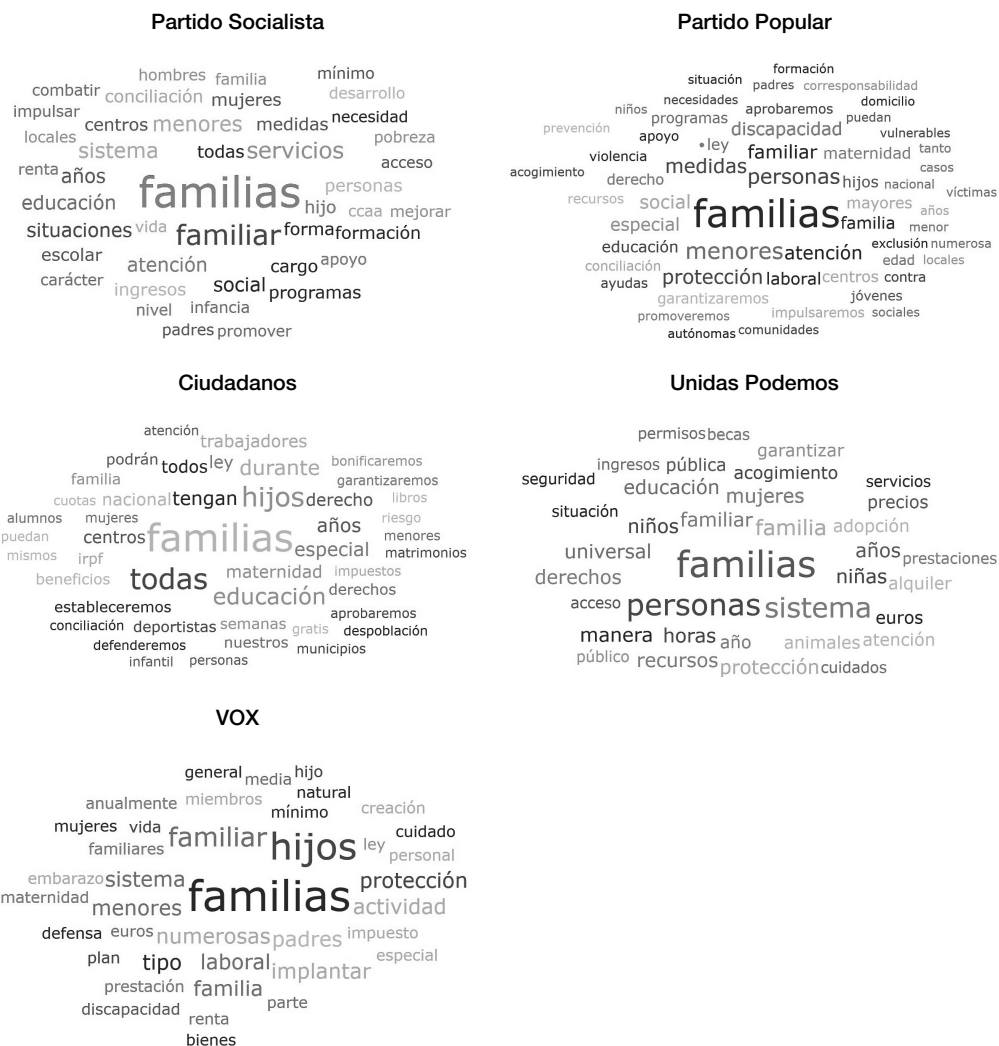 Partido Socialista
hombres familia mínimo
combatir conciliación mujeres desarrollo
impulsar centros menores medidas necesidad
locales sistema todas servicios pobreza
renta años acceso
educación familias personas
hijo ccaa mejorar
situaciones vida familiar forma formación
escolar atención cargo apoyo
carácter ingresos social programas
nivel infancia
padres promover
Partido Popular
formación
situación padres corresponsabilidad
niños necesidades aprobaremos domicilio
programas puedan
prevención apoyo discapacidad vulnerables
•ley familiar maternidad tanto
violencia medidas casos
acogimiento derecho personas hijos nacional víctimas
recursos social familias mayores años
especial familia menor
educación menores atención exclusión numerosa
conciliación edad locales
ayudas protección laboral centros contra
garantizaremos jóvenes
promoveremos impulsaremos sociales
autónomas comunidades
Ciudadanos
atención trabajadores
podrán todos ley durante bonificaremos
familia garantizaremos
cuotas nacional tengan hijos derecho libros
alumnos mujeres años riesgo
puedan centros familias especial menores
mismos irpf matrimonios
beneficios todas maternidad impuestos
educación derechos
estableceremos aprobaremos
conciliación deportistas semanas gratis despoblación
defenderemos nuestros municipios
infantil personas
Unidas Podemos
permisos becas
garantizar
seguridad ingresos pública acogimiento servicios
educación mujeres precios
situación niños familiar familia adopción
universal familias años prestaciones
derechos niñas alquiler
acceso personas sistema euros
manera horas año animales atención
público recursos protección cuidados
VOX
general media hijo
natural
anualmente miembros mínimo creación
mujeres vida familiar hijos cuidado
familiares ley personal
embarazo sistema familias protección
maternidad menores actividad
defensa euros numerosas padres impuesto
plan tipo laboral implantar especial
prestación familia
discapacidad parte
renta
bienes